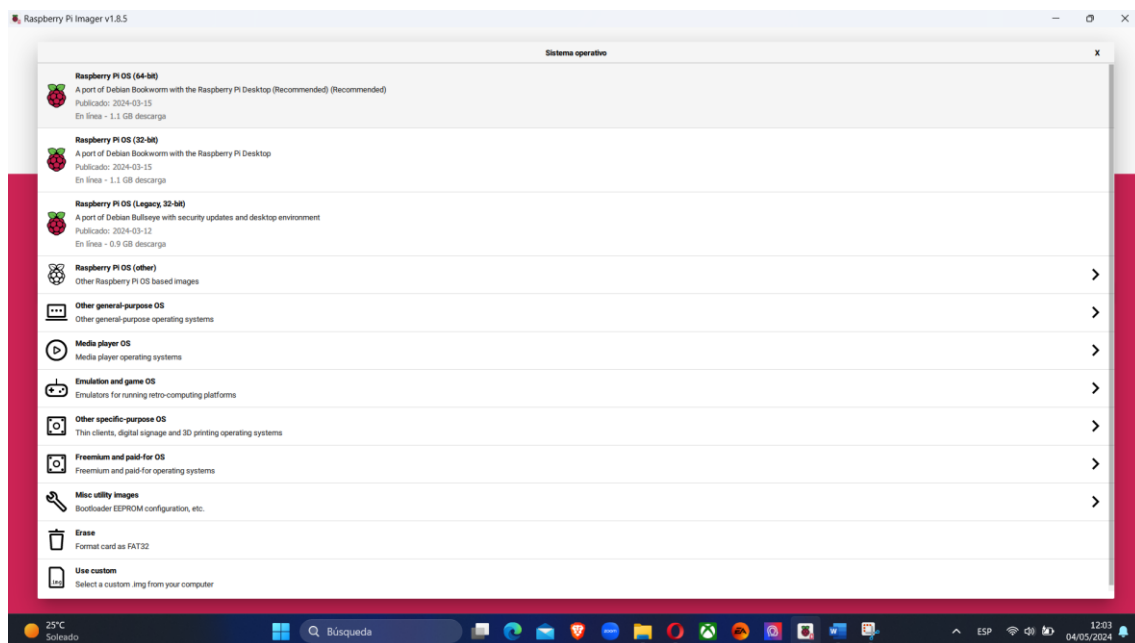 Raspberry Pi Imager v1.8.5
Sistema operativo
X
Raspberry Pi OS (64-bit)
A port of Debian Bookworm with the Raspberry Pi Desktop (Recommended) (Recommended)
Publicado: 2024-03-15
En línea - 1.1 GB descarga
Raspberry Pi OS (32-bit)
A port of Debian Bookworm with the Raspberry Pi Desktop
Publicado: 2024-03-15
En línea - 1.1 GB descarga
Raspberry Pi OS (Legacy, 32-bit)
A port of Debian Bullseye with security updates and desktop environment
Publicado: 2024-03-12
En línea - 0.9 GB descarga
Raspberry Pi OS (other)
Other Raspberry Pi OS based images
Other general-purpose OS
Other general-purpose operating systems
Media player OS
Media player operating systems
Emulation and game OS
Emulators for running retro-computing platforms
Other specific-purpose OS
Thin clients, digital signage and 3D printing operating systems
Freemium and paid-for OS
Freemium and paid-for operating systems
Misc utility images
Bootloader EEPROM configuration, etc.
Erase
Format card as FAT32
.img
Use custom
Select a custom .img from your computer
25°C
Soleado
Búsqueda
zoom
EA
W
ESP
12:03
04/05/2024